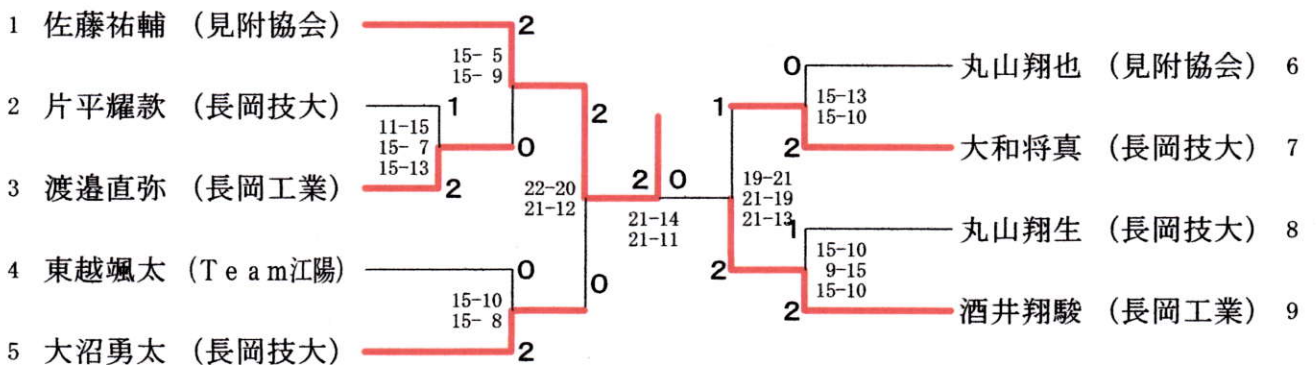 1 佐藤祐輔 (見附協会) 2
15- 5
15- 9
2 片平耀款 (長岡技大) 1
11-15
15- 7
15-13
0
3 渡邉直弥 (長岡工業) 2
2
22-20
21-12
4 東越颯太 (Team江陽) 0
15-10
15- 8
0
5 大沼勇太 (長岡技大) 2
2 0
21-14
21-11
0 丸山翔也 (見附協会) 6
15-13
15-10
1
2 大和将真 (長岡技大) 7
19-21
21-19
21-13
1 丸山翔生 (長岡技大) 8
15-10
9-15
15-10
2
2 酒井翔駿 (長岡工業) 9